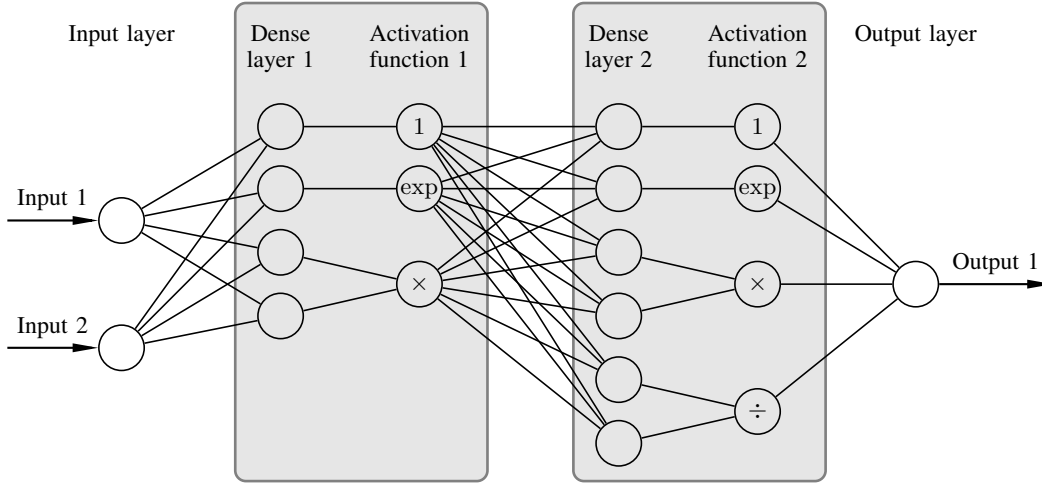 Input layer
Dense
layer 1
Activation
function 1
Dense
layer 2
Activation
function 2
Output layer
Input 1
Input 2
1
exp
×
1
exp
×
÷
Output 1